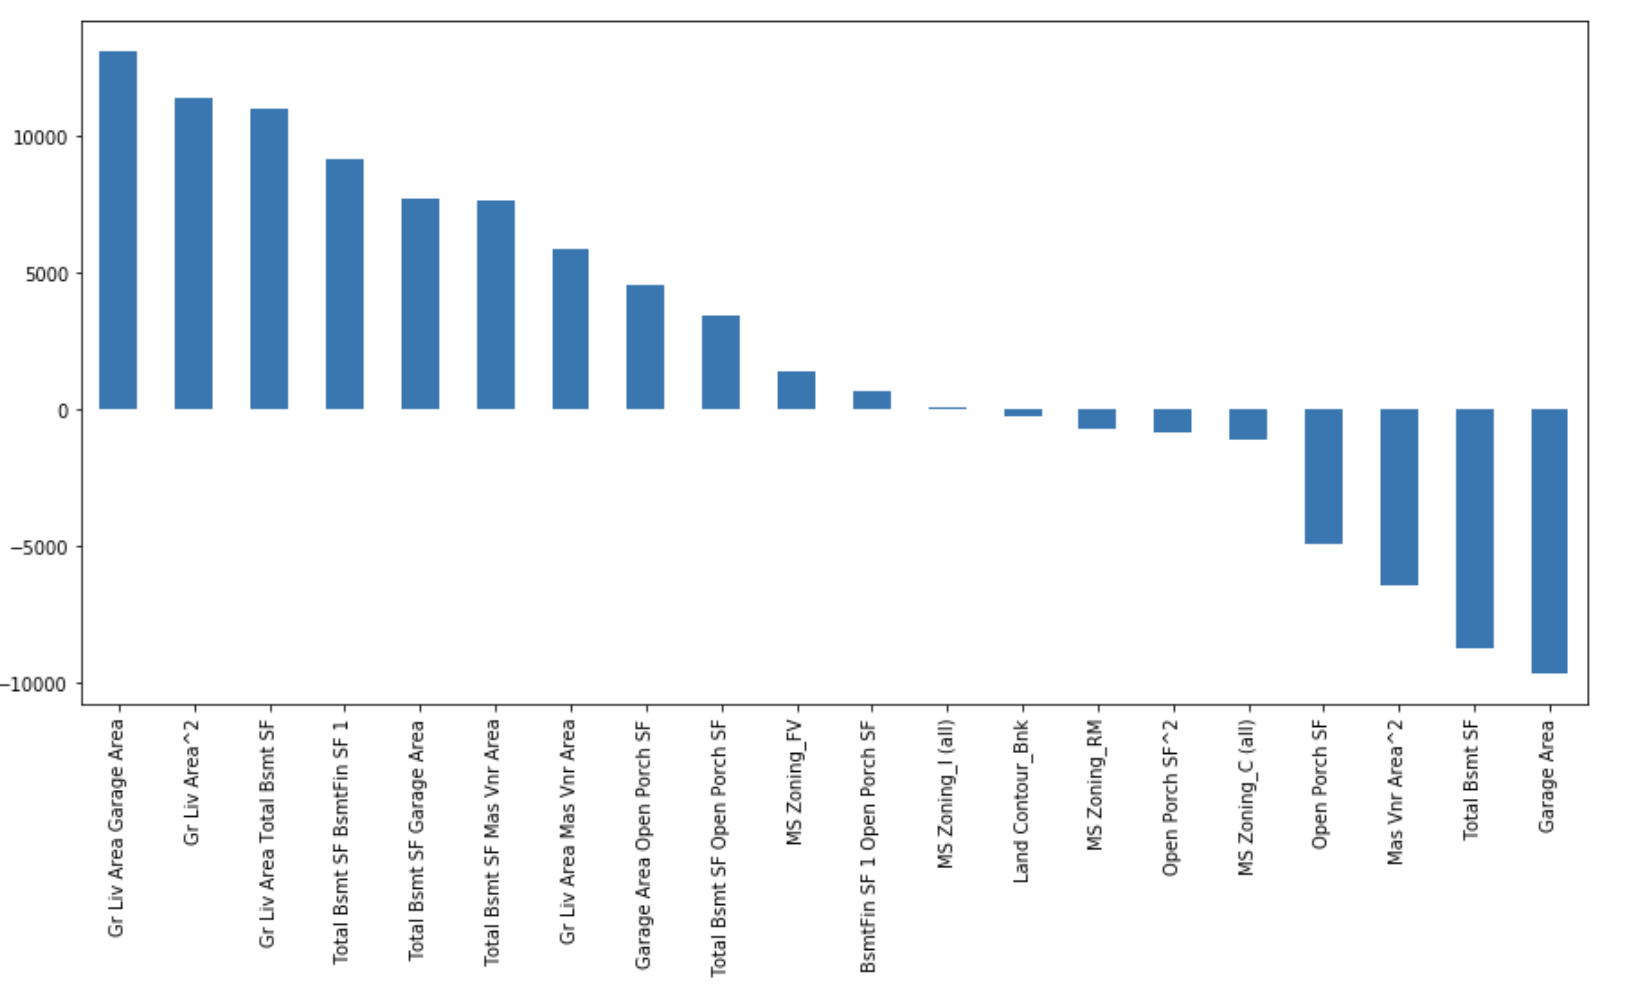 10000
5000
0
−5000
−10000
Gr Liv Area Garage Area
Gr Liv Area^2
Gr Liv Area Total Bsmt SF
Total Bsmt SF BsmtFin SF 1
Total Bsmt SF Garage Area
Total Bsmt SF Mas Vnr Area
Gr Liv Area Mas Vnr Area
Garage Area Open Porch SF
Total Bsmt SF Open Porch SF
MS Zoning_FV
BsmtFin SF 1 Open Porch SF
MS Zoning_I (all)
Land Contour_Bnk
MS Zoning_RM
Open Porch SF^2
MS Zoning_C (all)
Open Porch SF
Mas Vnr Area^2
Total Bsmt SF
Garage Area